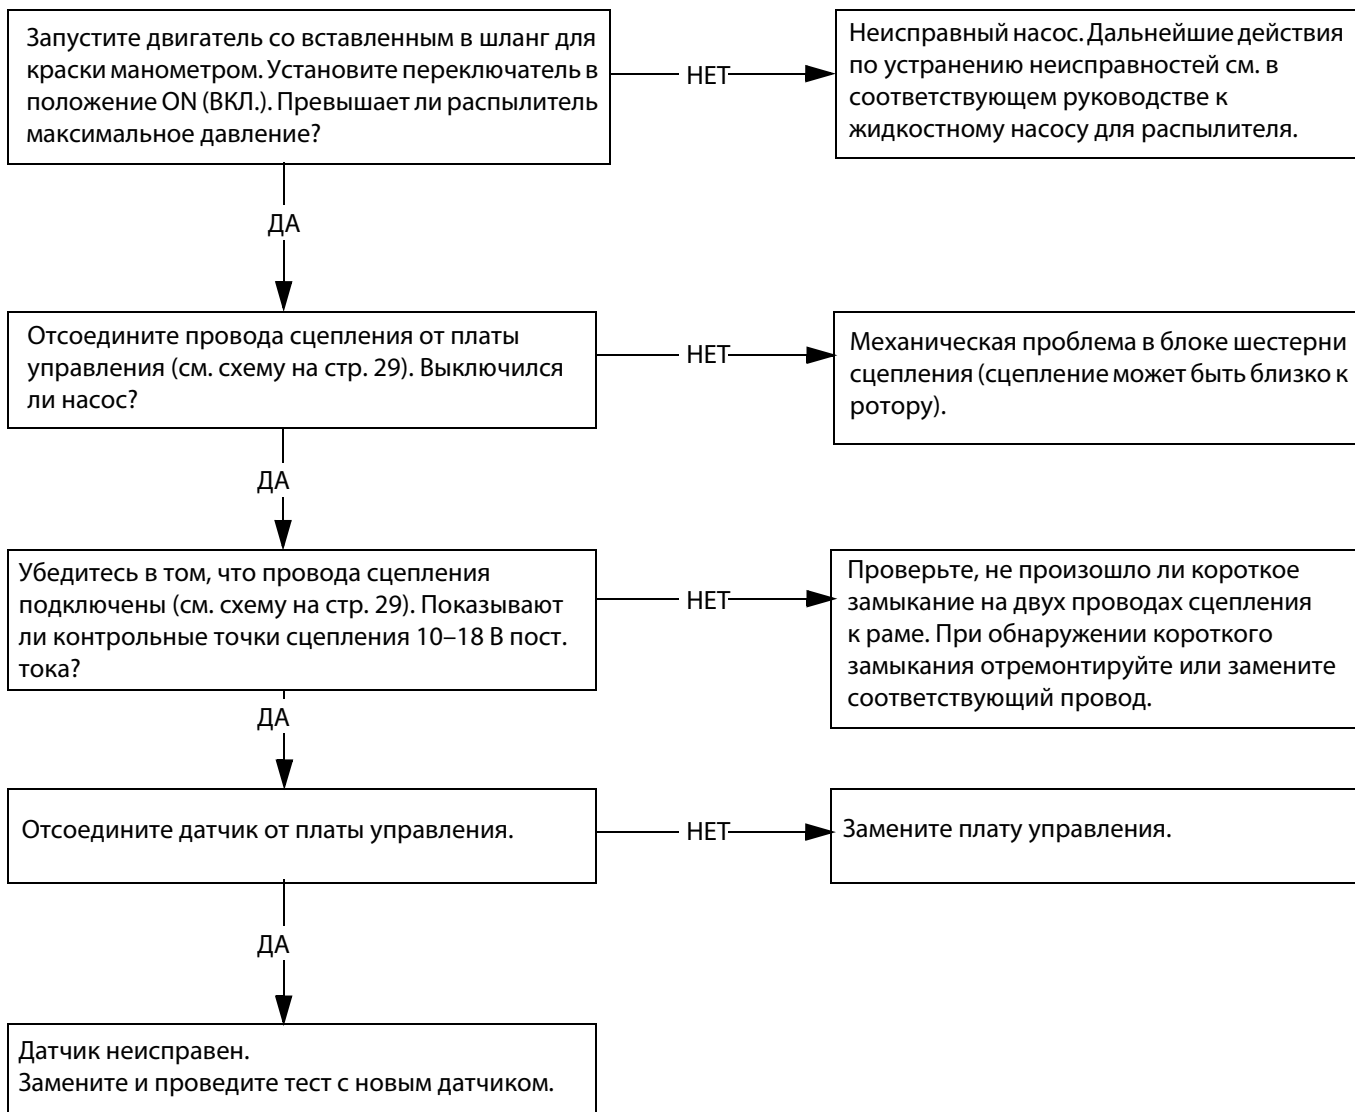 Запустите двигатель со вставленным в шланг для
краски манометром. Установите переключатель в
положение ON (ВКЛ.). Превышает ли распылитель
максимальное давление?
НЕТ
Неисправный насос. Дальнейшие действия
по устранению неисправностей см. в
соответствующем руководстве к
жидкостному насосу для распылителя.
ДА
Отсоедините провода сцепления от платы
управления (см. схему на стр. 29). Выключился
ли насос?
НЕТ
Механическая проблема в блоке шестерни
сцепления (сцепление может быть близко к
ротору).
ДА
Убедитесь в том, что провода сцепления
подключены (см. схему на стр. 29). Показывают
ли контрольные точки сцепления 10–18 В пост.
тока?
НЕТ
Проверьте, не произошло ли короткое
замыкание на двух проводах сцепления
к раме. При обнаружении короткого
замыкания отремонтируйте или замените
соответствующий провод.
ДА
Отсоедините датчик от платы управления.
НЕТ
Замените плату управления.
ДА
Датчик неисправен.
Замените и проведите тест с новым датчиком.